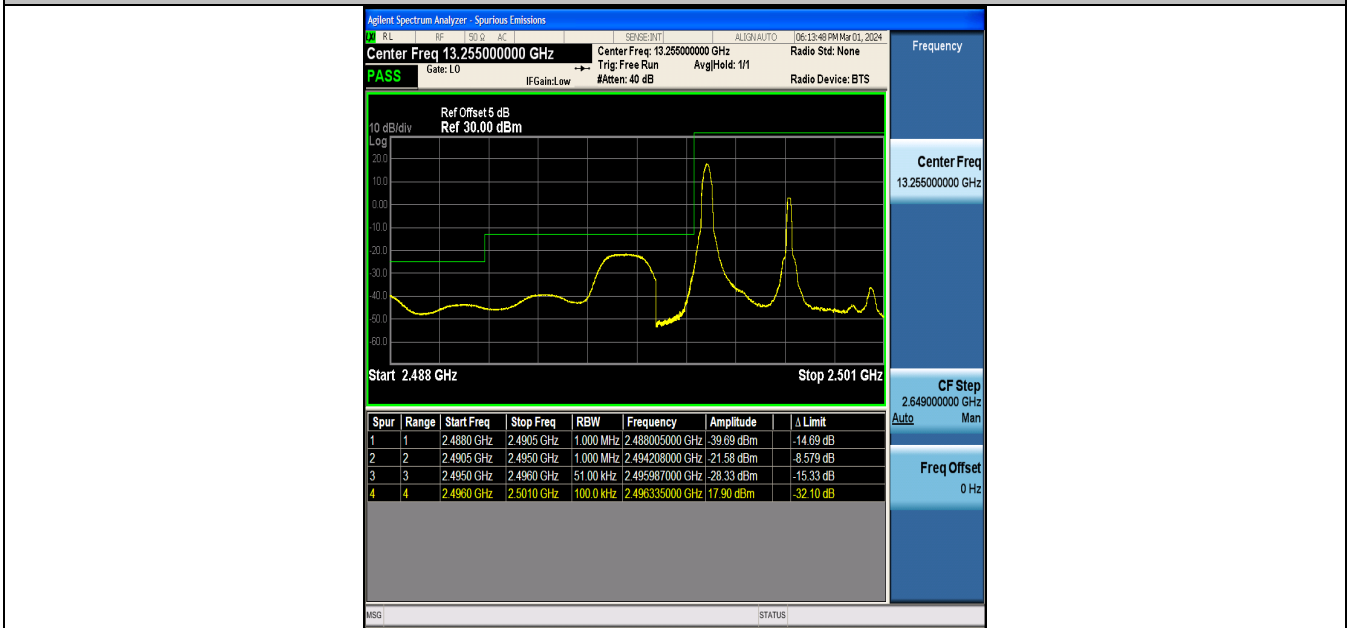 Agilent Spectrum Analyzer - Spurious Emissions
LXI RL RF 50 Ω AC SENSE:INT ALIGN AUTO 06:13:48 PM Mar 01, 2024
Center Freq 13.255000000 GHz
Center Freq: 13.255000000 GHz
Radio Std: None
PASS
Gate: LO
IFGain:Low
Trig: Free Run
Avg|Hold: 1/1
#Atten: 40 dB
Radio Device: BTS
Ref Offset 5 dB
10 dB/div
Ref 30.00 dBm
Log
20.0
10.0
0.00
-10.0
-20.0
-30.0
-40.0
-50.0
-60.0
Start 2.488 GHz
Stop 2.501 GHz
Spur Range Start Freq Stop Freq RBW Frequency Amplitude Δ Limit
1 1 2.4880 GHz 2.4905 GHz 1.000 MHz 2.488005000 GHz -39.69 dBm -14.69 dB
2 2 2.4905 GHz 2.4950 GHz 1.000 MHz 2.494208000 GHz -21.58 dBm -8.579 dB
3 3 2.4950 GHz 2.4960 GHz 51.00 kHz 2.495987000 GHz -28.33 dBm -15.33 dB
4 4 2.4960 GHz 2.5010 GHz 100.0 kHz 2.496335000 GHz 17.90 dBm -32.10 dB
MSG
STATUS
Frequency
Center Freq
13.255000000 GHz
CF Step
2.649000000 GHz
Auto Man
Freq Offset
0 Hz